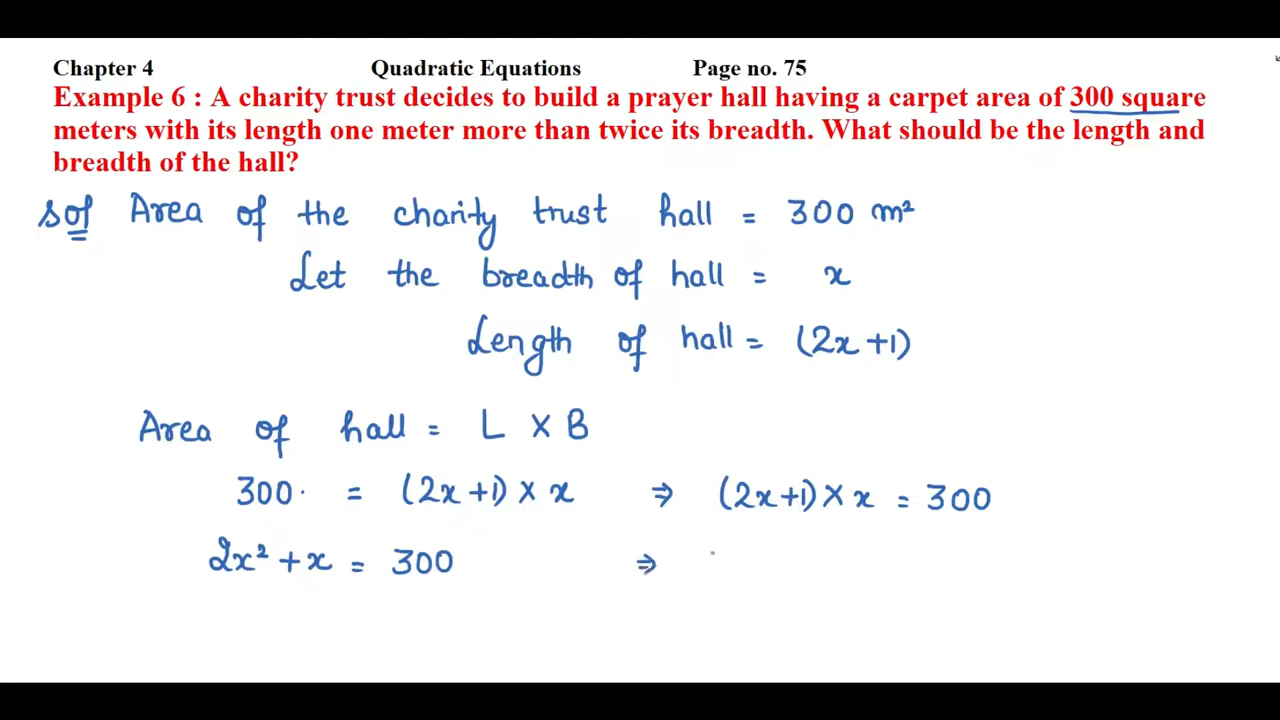 Chapter 4 Quadratic Equations Page no. 75
Example 6 : A charity trust decides to build a prayer hall having a carpet area of 300 square
meters with its length one meter more than twice its breadth. What should be the length and
breadth of the hall?
Sol Area of the charity trust hall = 300 m²
Let the breadth of hall = x
Length of hall = (2x+1)
Area of hall = L × B
300 = (2x+1) × x ⇒ (2x+1) × x = 300
2x² + x = 300 ⇒